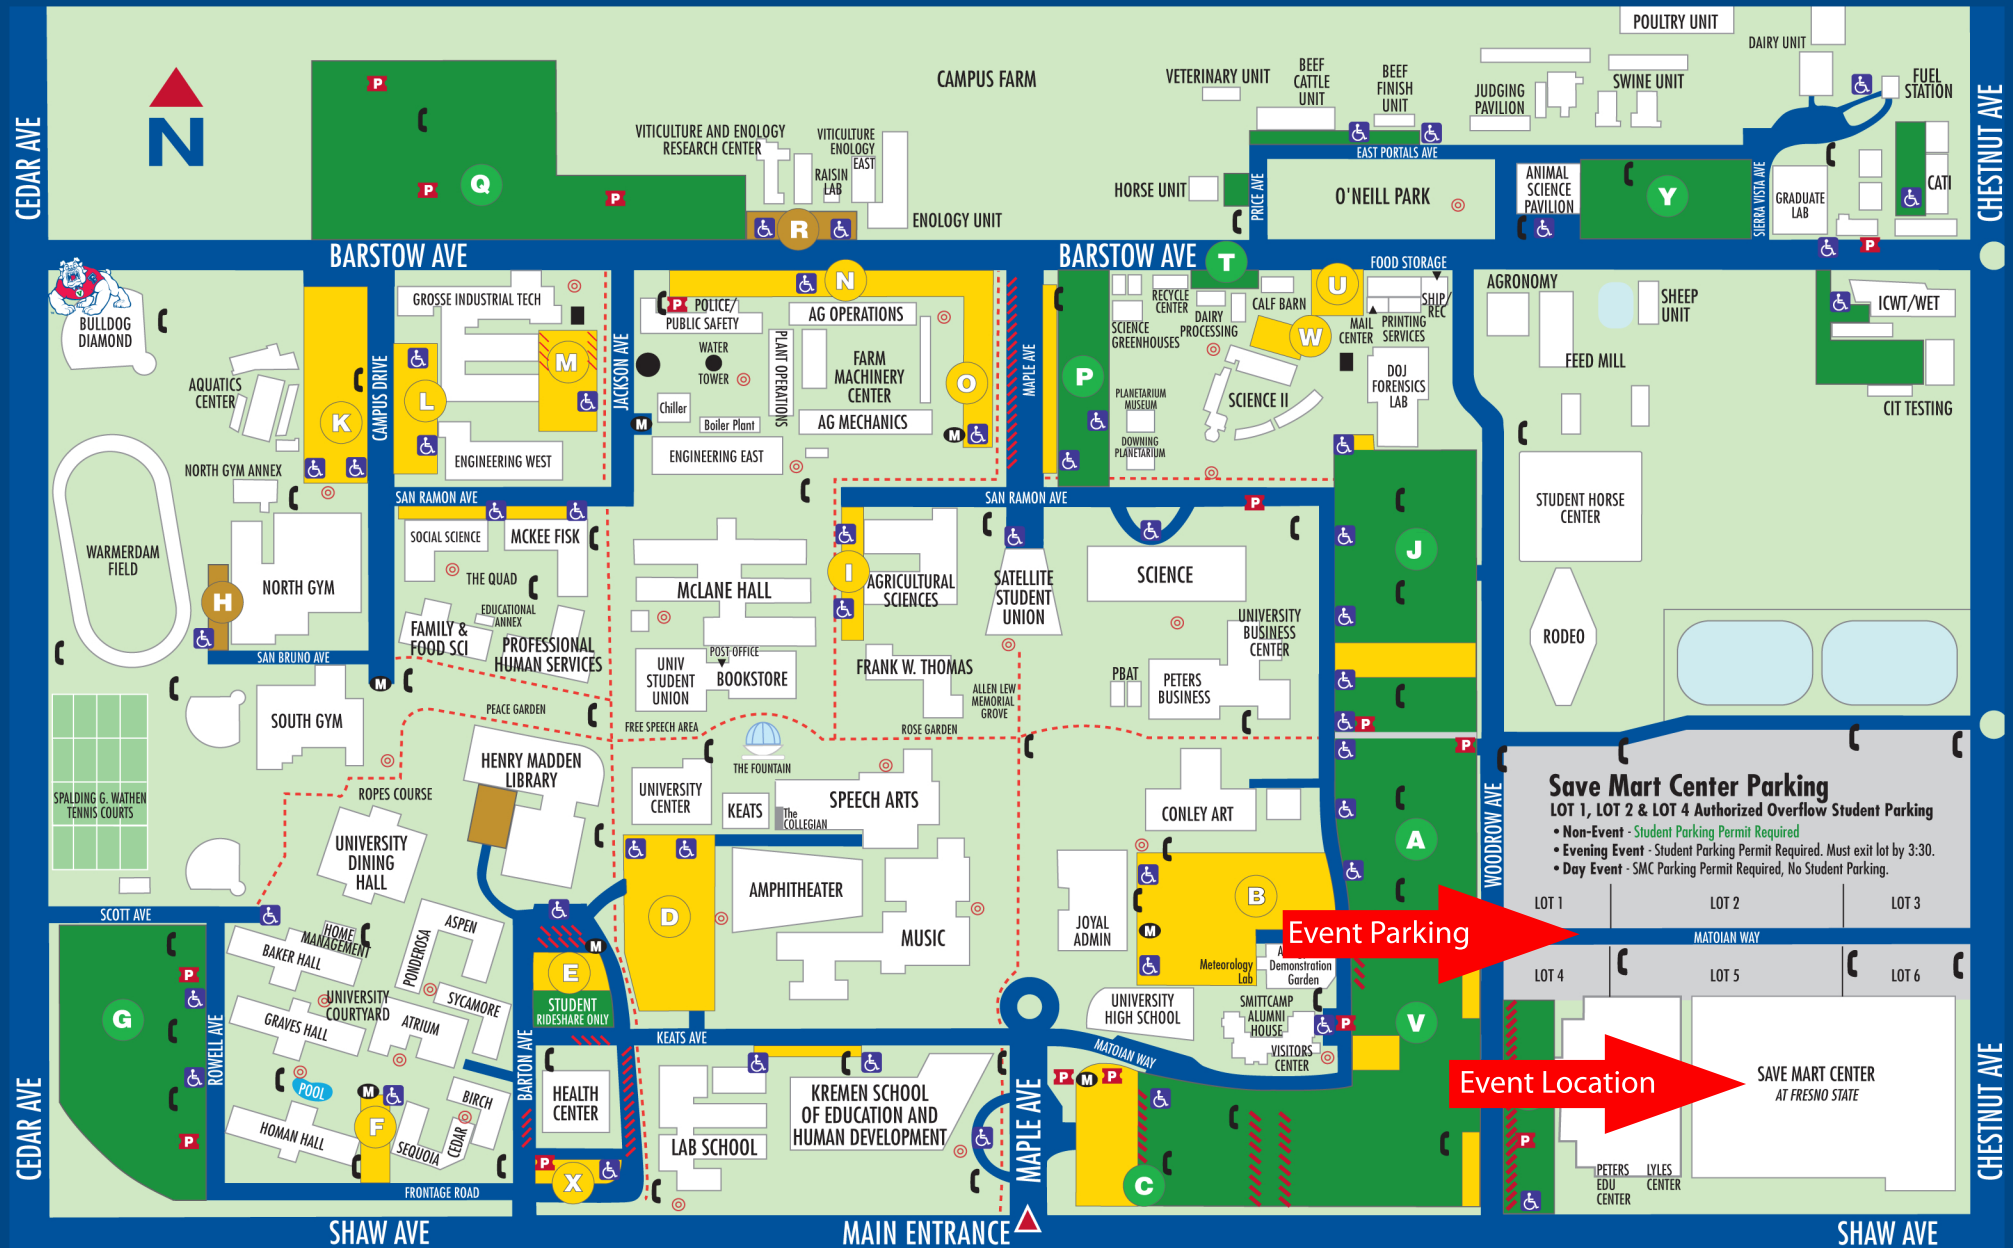 POULTRY UNIT
DAIRY UNIT
CEDAR AVE
N
P
P
P
Q
CAMPUS FARM
VITICULTURE AND ENOLOGY
RESEARCH CENTER
VITICULTURE
ENOLOGY
EAST
RAISIN
LAB
R
ENOLOGY UNIT
VETERINARY UNIT
BEEF
CATTLE
UNIT
BEEF
FINISH
UNIT
JUDGING
PAVILION
SWINE UNIT
FUEL
STATION
CHESTNUT AVE
EAST PORTALS AVE
HORSE UNIT
PRICE AVE
O'NEILL PARK
ANIMAL
SCIENCE
PAVILION
Y
SIERRA VISTA AVE
GRADUATE
LAB
CATI
P
BARSTOW AVE
BARSTOW AVE
T
FOOD STORAGE
BULLDOG
DIAMOND
AQUATICS
CENTER
K
CAMPUS DRIVE
GROSSE INDUSTRIAL TECH
L
M
JACKSON AVE
ENGINEERING WEST
P
POLICE/
PUBLIC SAFETY
N
AG OPERATIONS
WATER
TOWER
PLANT OPERATIONS
FARM
MACHINERY
CENTER
O
Chiller
Boiler Plant
AG MECHANICS
M
M
ENGINEERING EAST
MAPLE AVE
P
RECYCLE
CENTER
SCIENCE
GREENHOUSES
DAIRY
PROCESSING
CALF BARN
U
W
MAIL
CENTER
PRINTING
SERVICES
SHIP/
REC
PLANETARIUM
MUSEUM
DOWNING
PLANETARIUM
SCIENCE II
DOJ
FORENSICS
LAB
AGRONOMY
SHEEP
UNIT
FEED MILL
ICWT/WET
CIT TESTING
NORTH GYM ANNEX
WARMERDAM
FIELD
H
NORTH GYM
SAN BRUNO AVE
M
SAN RAMON AVE
SAN RAMON AVE
P
SOCIAL SCIENCE
MCKEE FISK
THE QUAD
EDUCATIONAL
ANNEX
FAMILY &
FOOD SCI
PROFESSIONAL
HUMAN SERVICES
McLANE HALL
I
AGRICULTURAL
SCIENCES
SATELLITE
STUDENT
UNION
SCIENCE
UNIVERSITY
BUSINESS
CENTER
J
STUDENT HORSE
CENTER
RODEO
UNIV
STUDENT
UNION
POST OFFICE
BOOKSTORE
FRANK W. THOMAS
ALLEN LEW
MEMORIAL
GROVE
PBAT
PETERS
BUSINESS
P
SOUTH GYM
PEACE GARDEN
FREE SPEECH AREA
ROSE GARDEN
THE FOUNTAIN
SPALDING G. WATHEN
TENNIS COURTS
HENRY MADDEN
LIBRARY
ROPES COURSE
UNIVERSITY
DINING
HALL
UNIVERSITY
CENTER
KEATS
The
COLLEGIAN
SPEECH ARTS
CONLEY ART
P
A
WOODROW AVE
Save Mart Center Parking
LOT 1, LOT 2 & LOT 4 Authorized Overflow Student Parking
• Non-Event - Student Parking Permit Required
• Evening Event - Student Parking Permit Required. Must exit lot by 3:30.
• Day Event - SMC Parking Permit Required, No Student Parking.
LOT 1
LOT 2
LOT 3
MATOIAN WAY
LOT 4
LOT 5
LOT 6
Event Parking
SCOTT AVE
HOME
MANAGEMENT
BAKER HALL
PONDEROSA
ASPEN
M
E
STUDENT
RIDESHARE ONLY
D
AMPHITHEATER
MUSIC
JOYAL
ADMIN
B
M
Meteorology
Lab
Demonstration
Garden
G
P
P
ROWELL AVE
UNIVERSITY
COURTYARD
GRAVES HALL
ATRIUM
SYCAMORE
POOL
M
F
HOMAN HALL
SEQUOIA
CEDAR
BIRCH
BARTON AVE
KEATS AVE
HEALTH
CENTER
P
X
LAB SCHOOL
KREMEN SCHOOL
OF EDUCATION AND
HUMAN DEVELOPMENT
UNIVERSITY
HIGH SCHOOL
SMITTCAMP
ALUMNI
HOUSE
VISITORS
CENTER
P
V
MATOIAN WAY
P
M
P
C
MAPLE AVE
Event Location
P
SAVE MART CENTER
AT FRESNO STATE
PETERS
EDU
CENTER
LYLES
CENTER
CEDAR AVE
CHESTNUT AVE
FRONTAGE ROAD
SHAW AVE
MAIN ENTRANCE
SHAW AVE